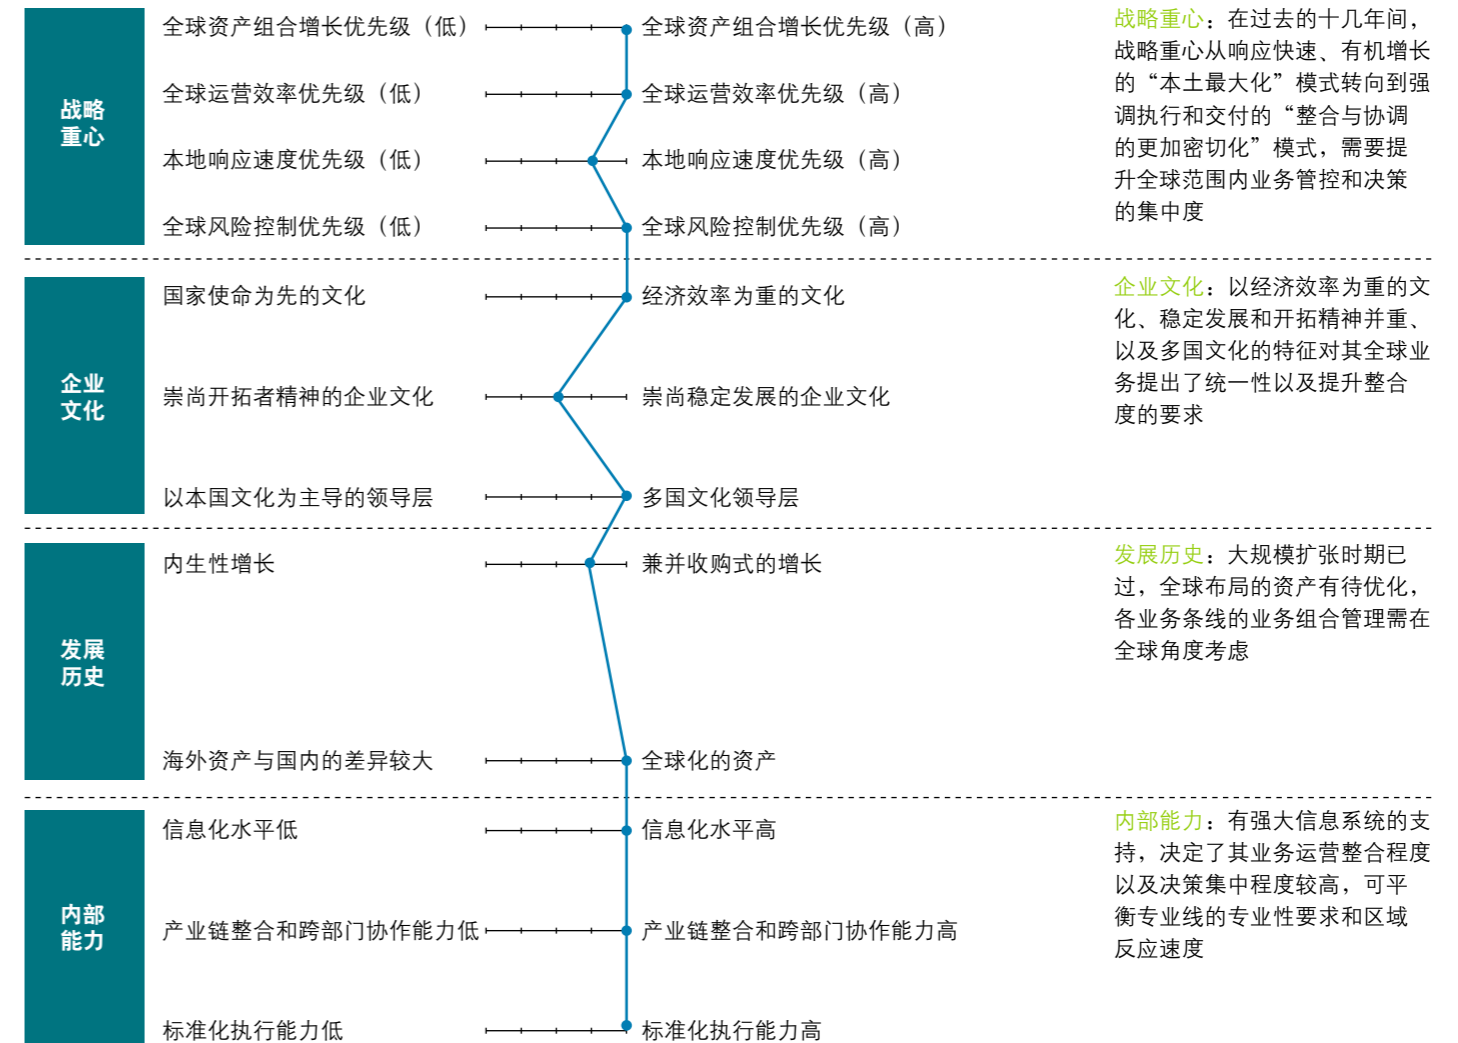 战略
重心
全球资产组合增长优先级（低）
全球资产组合增长优先级（高）
全球运营效率优先级（低）
全球运营效率优先级（高）
本地响应速度优先级（低）
本地响应速度优先级（高）
全球风险控制优先级（低）
全球风险控制优先级（高）
战略重心：在过去的十几年间，
战略重心从响应快速、有机增长
的“本土最大化”模式转向到强
调执行和交付的“整合与协调
的更加密切化”模式，需要提
升全球范围内业务管控和决策
的集中度
企业
文化
国家使命为先的文化
经济效率为重的文化
崇尚开拓者精神的企业文化
崇尚稳定发展的企业文化
以本国文化为主导的领导层
多国文化领导层
企业文化：以经济效率为重的文
化、稳定发展和开拓精神并重、
以及多国文化的特征对其全球业
务提出了统一性以及提升整合
度的要求
发展
历史
内生性增长
兼并收购式的增长
海外资产与国内的差异较大
全球化的资产
发展历史：大规模扩张时期已
过，全球布局的资产有待优化，
各业务条线的业务组合管理需在
全球角度考虑
内部
能力
信息化水平低
信息化水平高
产业链整合和跨部门协作能力低
产业链整合和跨部门协作能力高
标准化执行能力低
标准化执行能力高
内部能力：有强大信息系统的支
持，决定了其业务运营整合程度
以及决策集中程度较高，可平
衡专业线的专业性要求和区域
反应速度